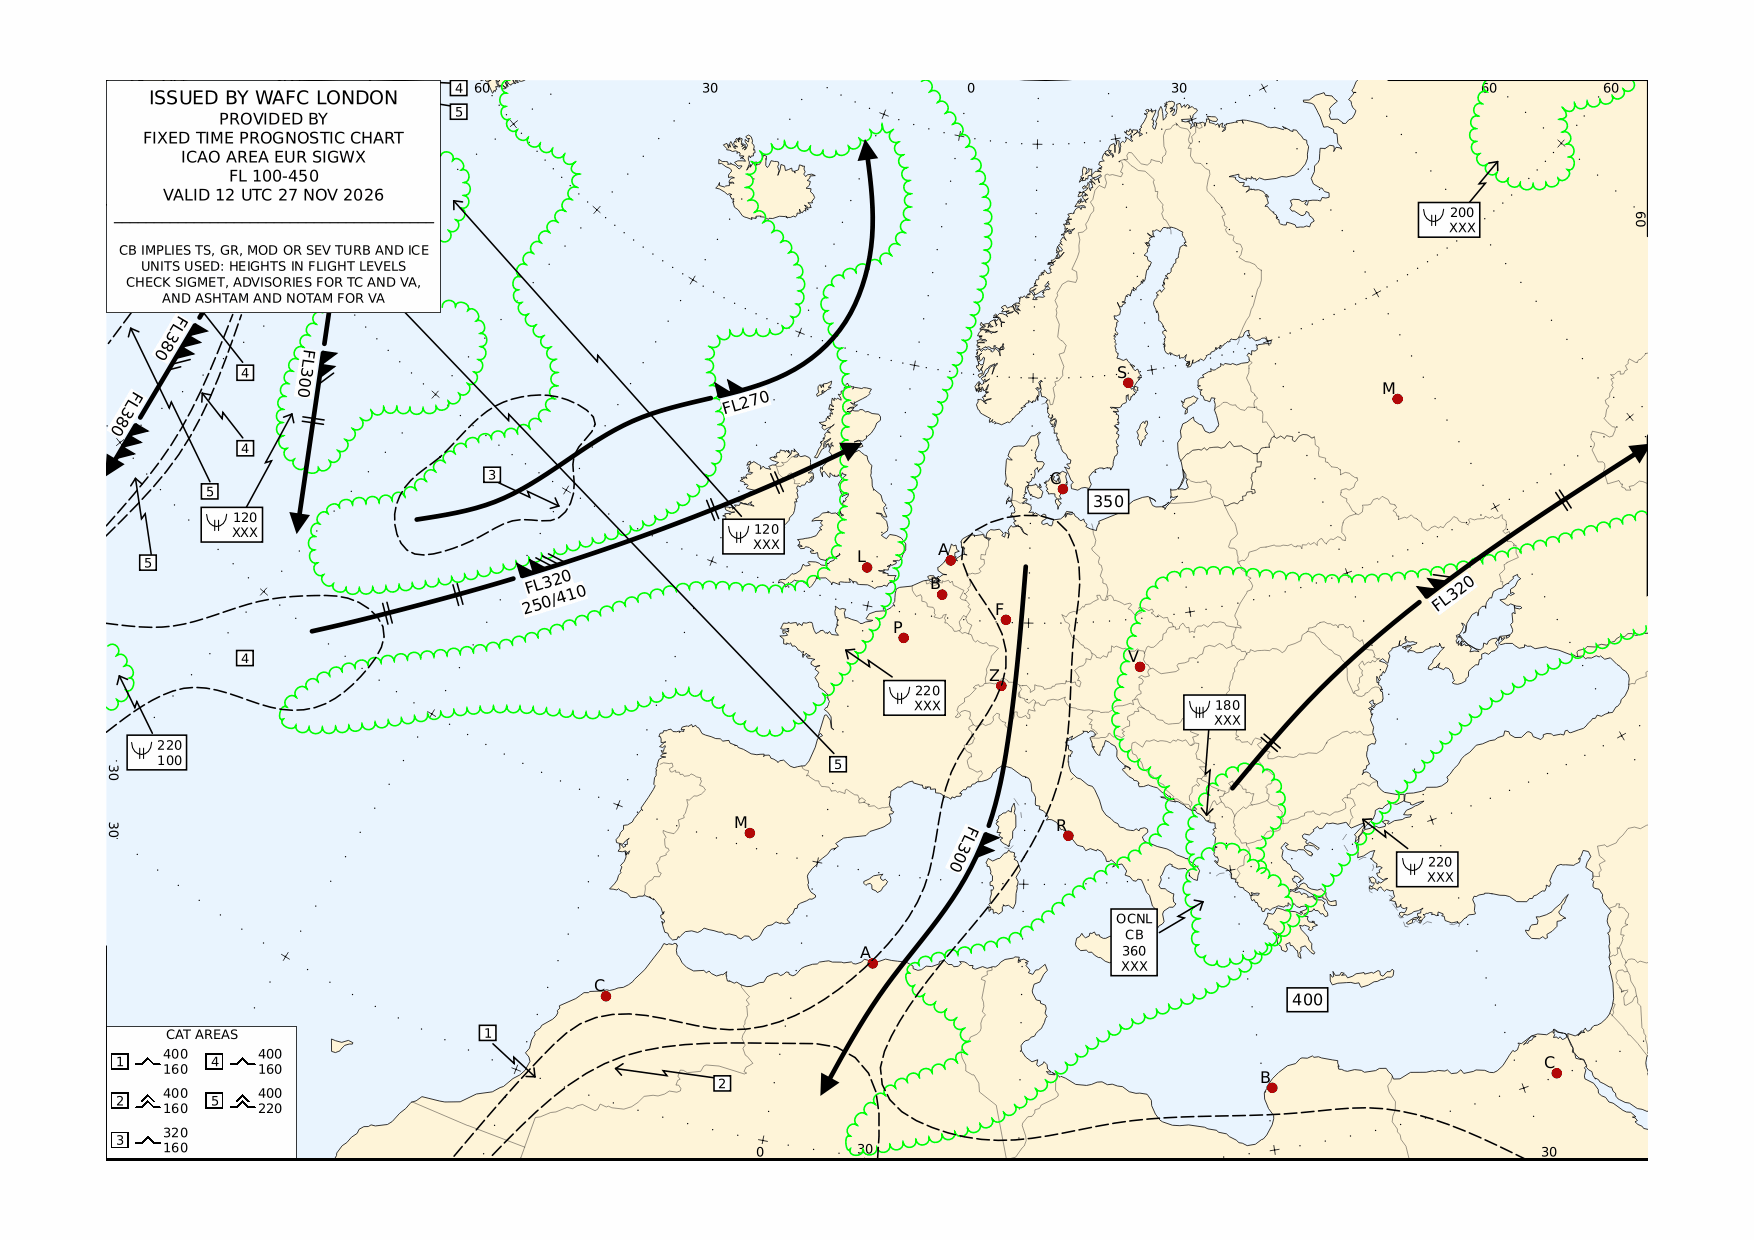 ISSUED BY WAFC LONDON
PROVIDED BY
FIXED TIME PROGNOSTIC CHART
ICAO AREA EUR SIGWX
FL 100-450
VALID 12 UTC 27 NOV 2026
CB IMPLIES TS, GR, MOD OR SEV TURB AND ICE
UNITS USED: HEIGHTS IN FLIGHT LEVELS
CHECK SIGMET, ADVISORIES FOR TC AND VA,
AND ASHTAM AND NOTAM FOR VA
4
5
60
30
0
30
60
60
60
200
XXX
FL380
FL380
FL300
4
4
5
5
120
XXX
3
FL270
FL320
250/410
120
XXX
S
M
C
350
L
A
B
F
P
Z
V
FL320
4
220
XXX
180
XXX
220
100
5
30
30
M
R
FL300
220
XXX
OCNL
CB
360
XXX
400
A
C
1
2
B
C
0
30
30
CAT AREAS
1 400
160
4 400
160
2 400
160
5 400
220
3 320
160